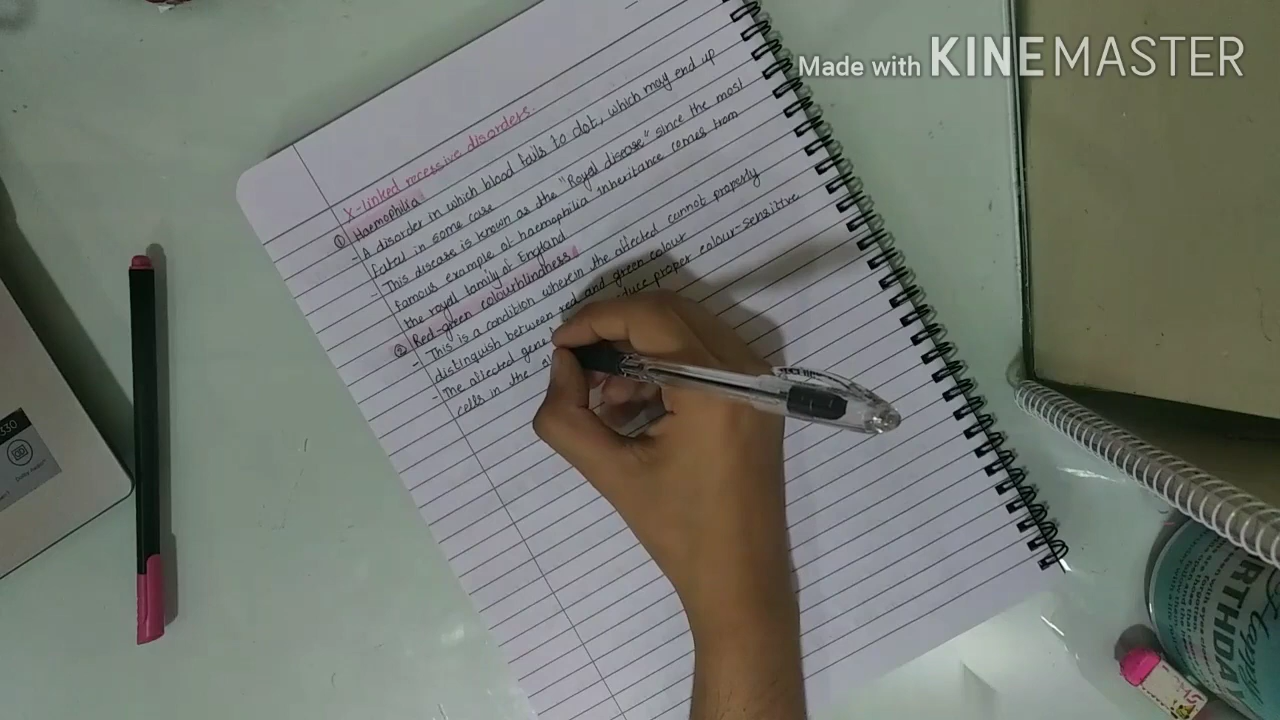 Made with KINEMASTER
X-linked recessive disorders.
① Haemophilia
- A disorder in which blood fails to clot, which may end up
fatel in some case
- This disease is known as the "Royal disease" since the most
famous example of haemophilia inheritance comes from
the royal family of England
② Red-green colourblindness
- This is a condition wherein the affected cannot properly
distinguish between red and green colour
- The affected gene proper colour-sensitive
cells in the
BIRTHDAY
Happy